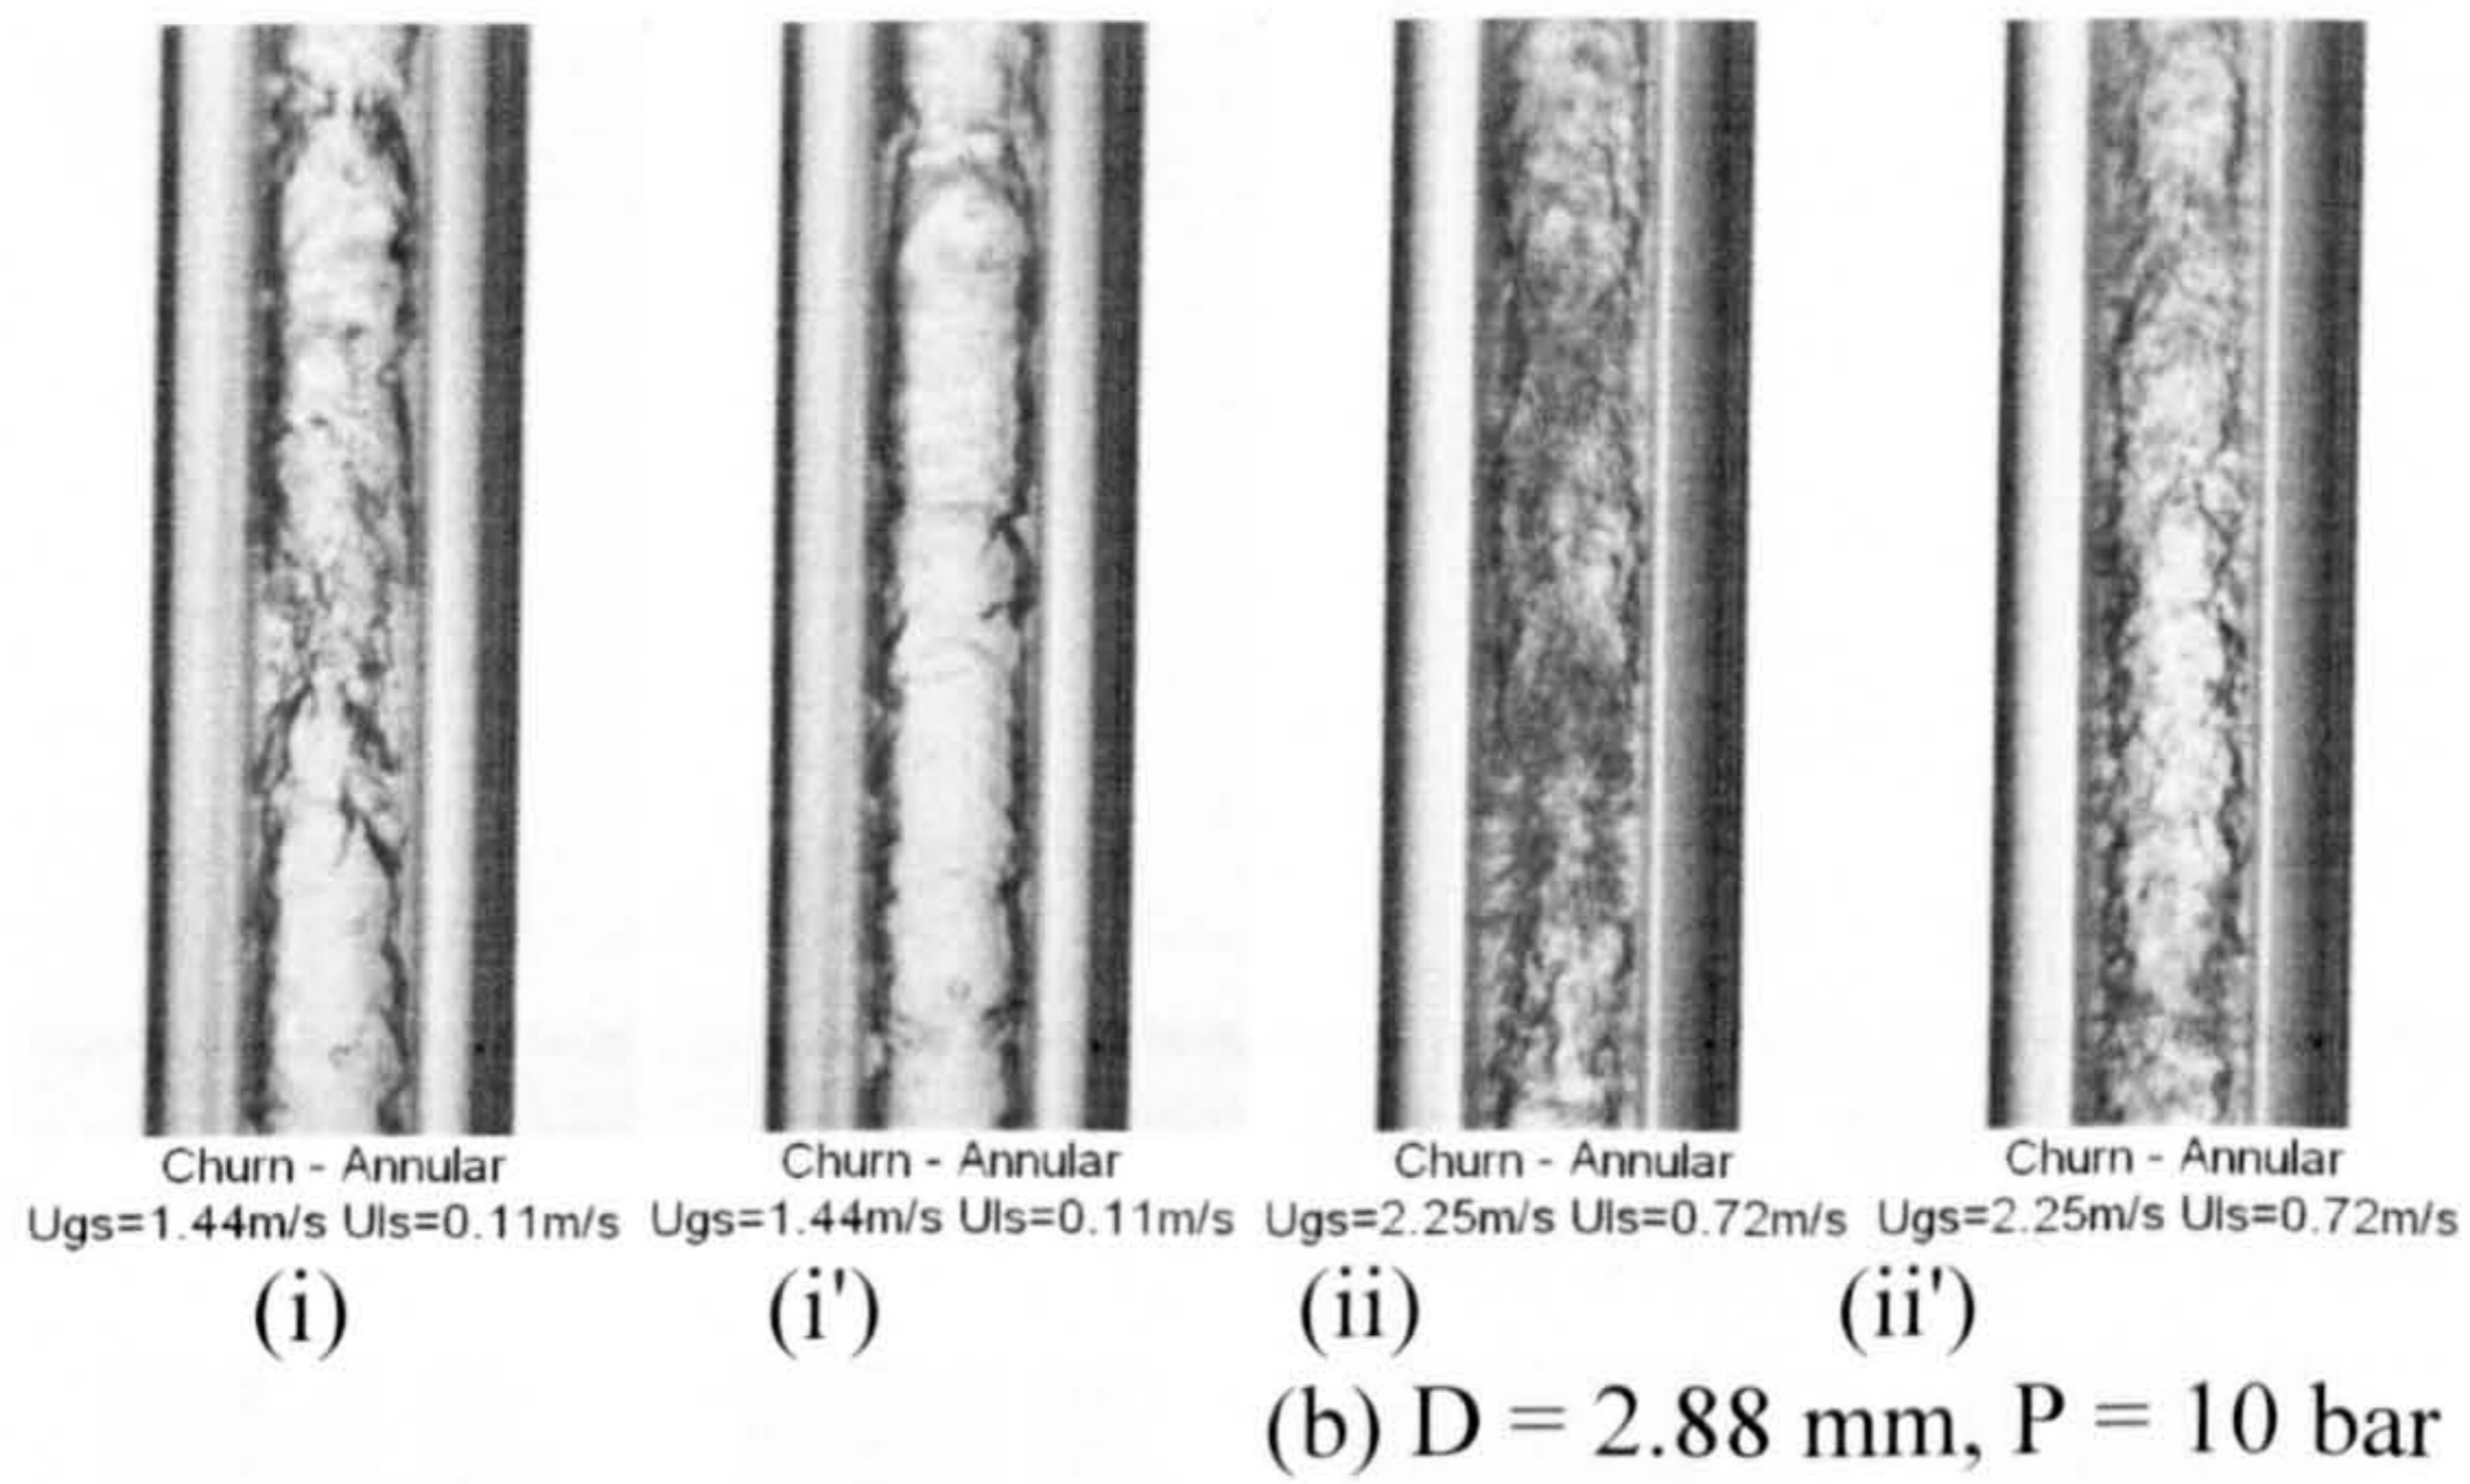 Churn - Annular Churn - Annular Churn - Annular Churn - Annular
Ugs=1.44m/s Uls=0.11m/s Ugs=1.44m/s Uls=0.11m/s Ugs=2.25m/s Uls=0.72m/s Ugs=2.25m/s Uls=0.72m/s
(i) (i') (ii) (ii')
(b) D = 2.88 mm, P = 10 bar